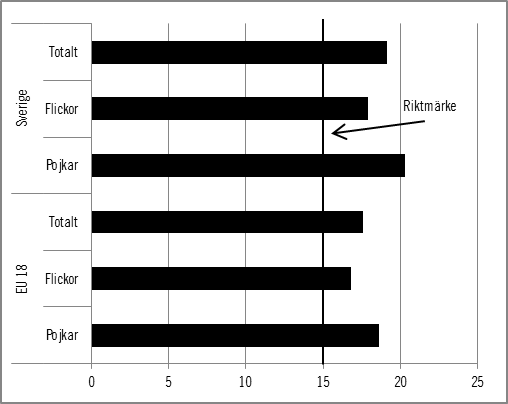 Sverige
Totalt
Flickor
Riktmärke
Pojkar
EU 18
Totalt
Flickor
Pojkar
0 5 10 15 20 25